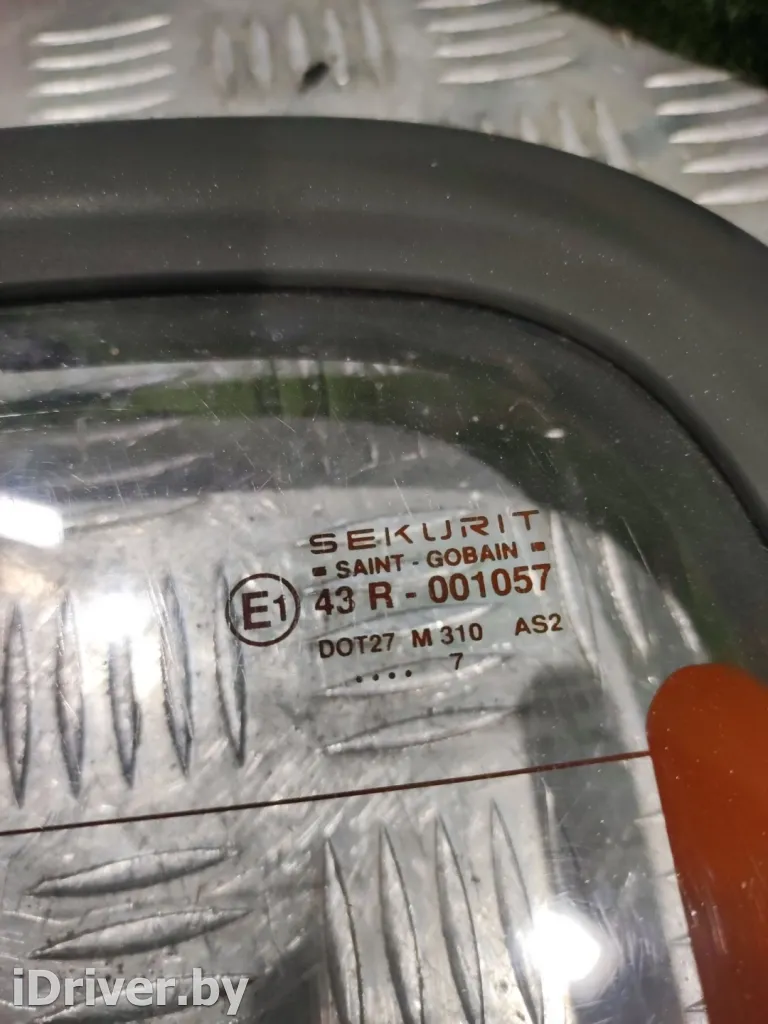 SEKURIT
SAINT - GOBAIN
E1 43 R - 001057
DOT27 M 310 AS2
.... 7
iDriver.by